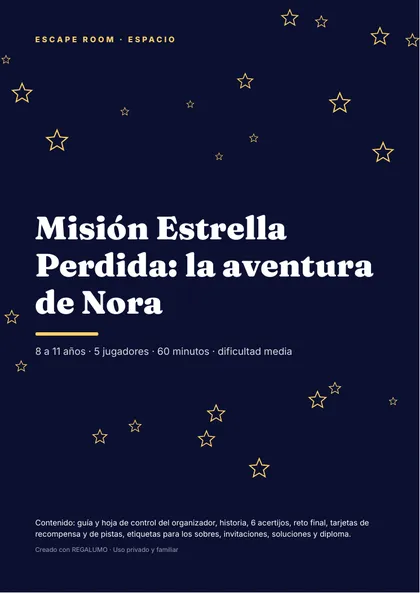 ESCAPE ROOM · ESPACIO
Misión Estrella
Perdida: la aventura
de Nora
8 a 11 años · 5 jugadores · 60 minutos · dificultad media
Contenido: guía y hoja de control del organizador, historia, 6 acertijos, reto final, tarjetas de
recompensa y de pistas, etiquetas para los sobres, invitaciones, soluciones y diploma.
Creado con REGALUMO · Uso privado y familiar